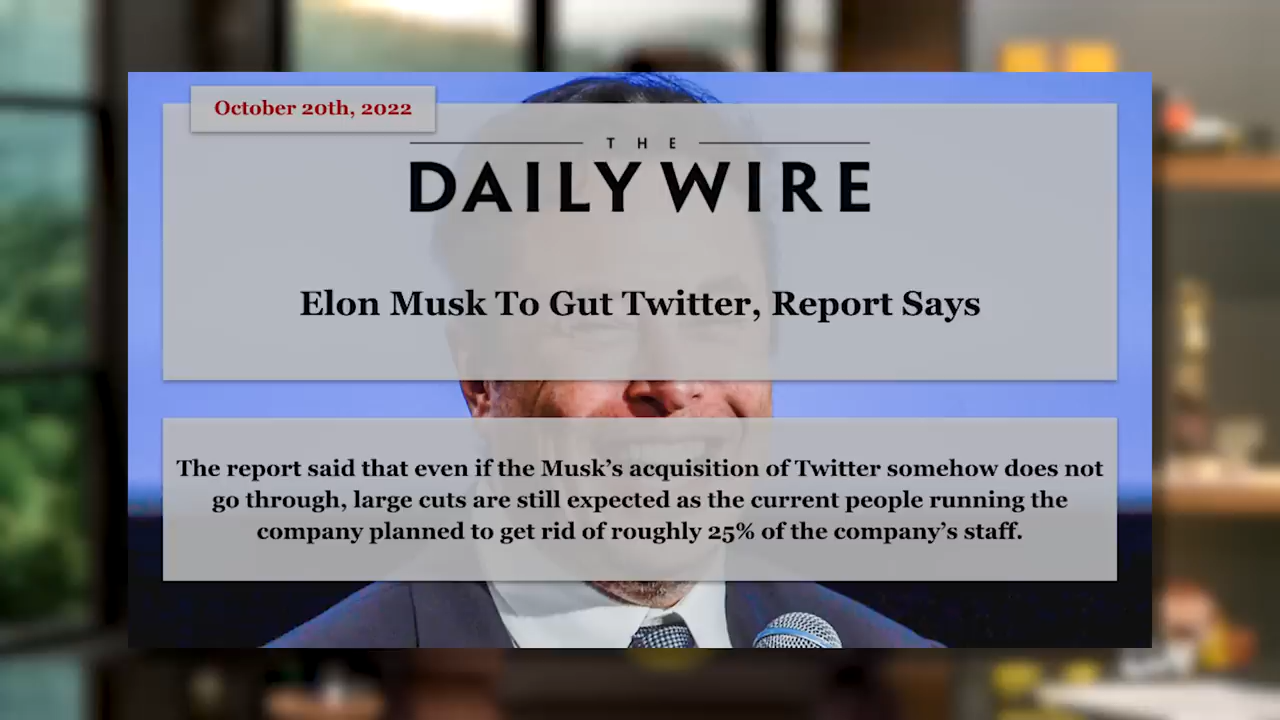 October 20th, 2022
THE
DAILY WIRE
Elon Musk To Gut Twitter, Report Says
The report said that even if the Musk’s acquisition of Twitter somehow does not
go through, large cuts are still expected as the current people running the
company planned to get rid of roughly 25% of the company’s staff.